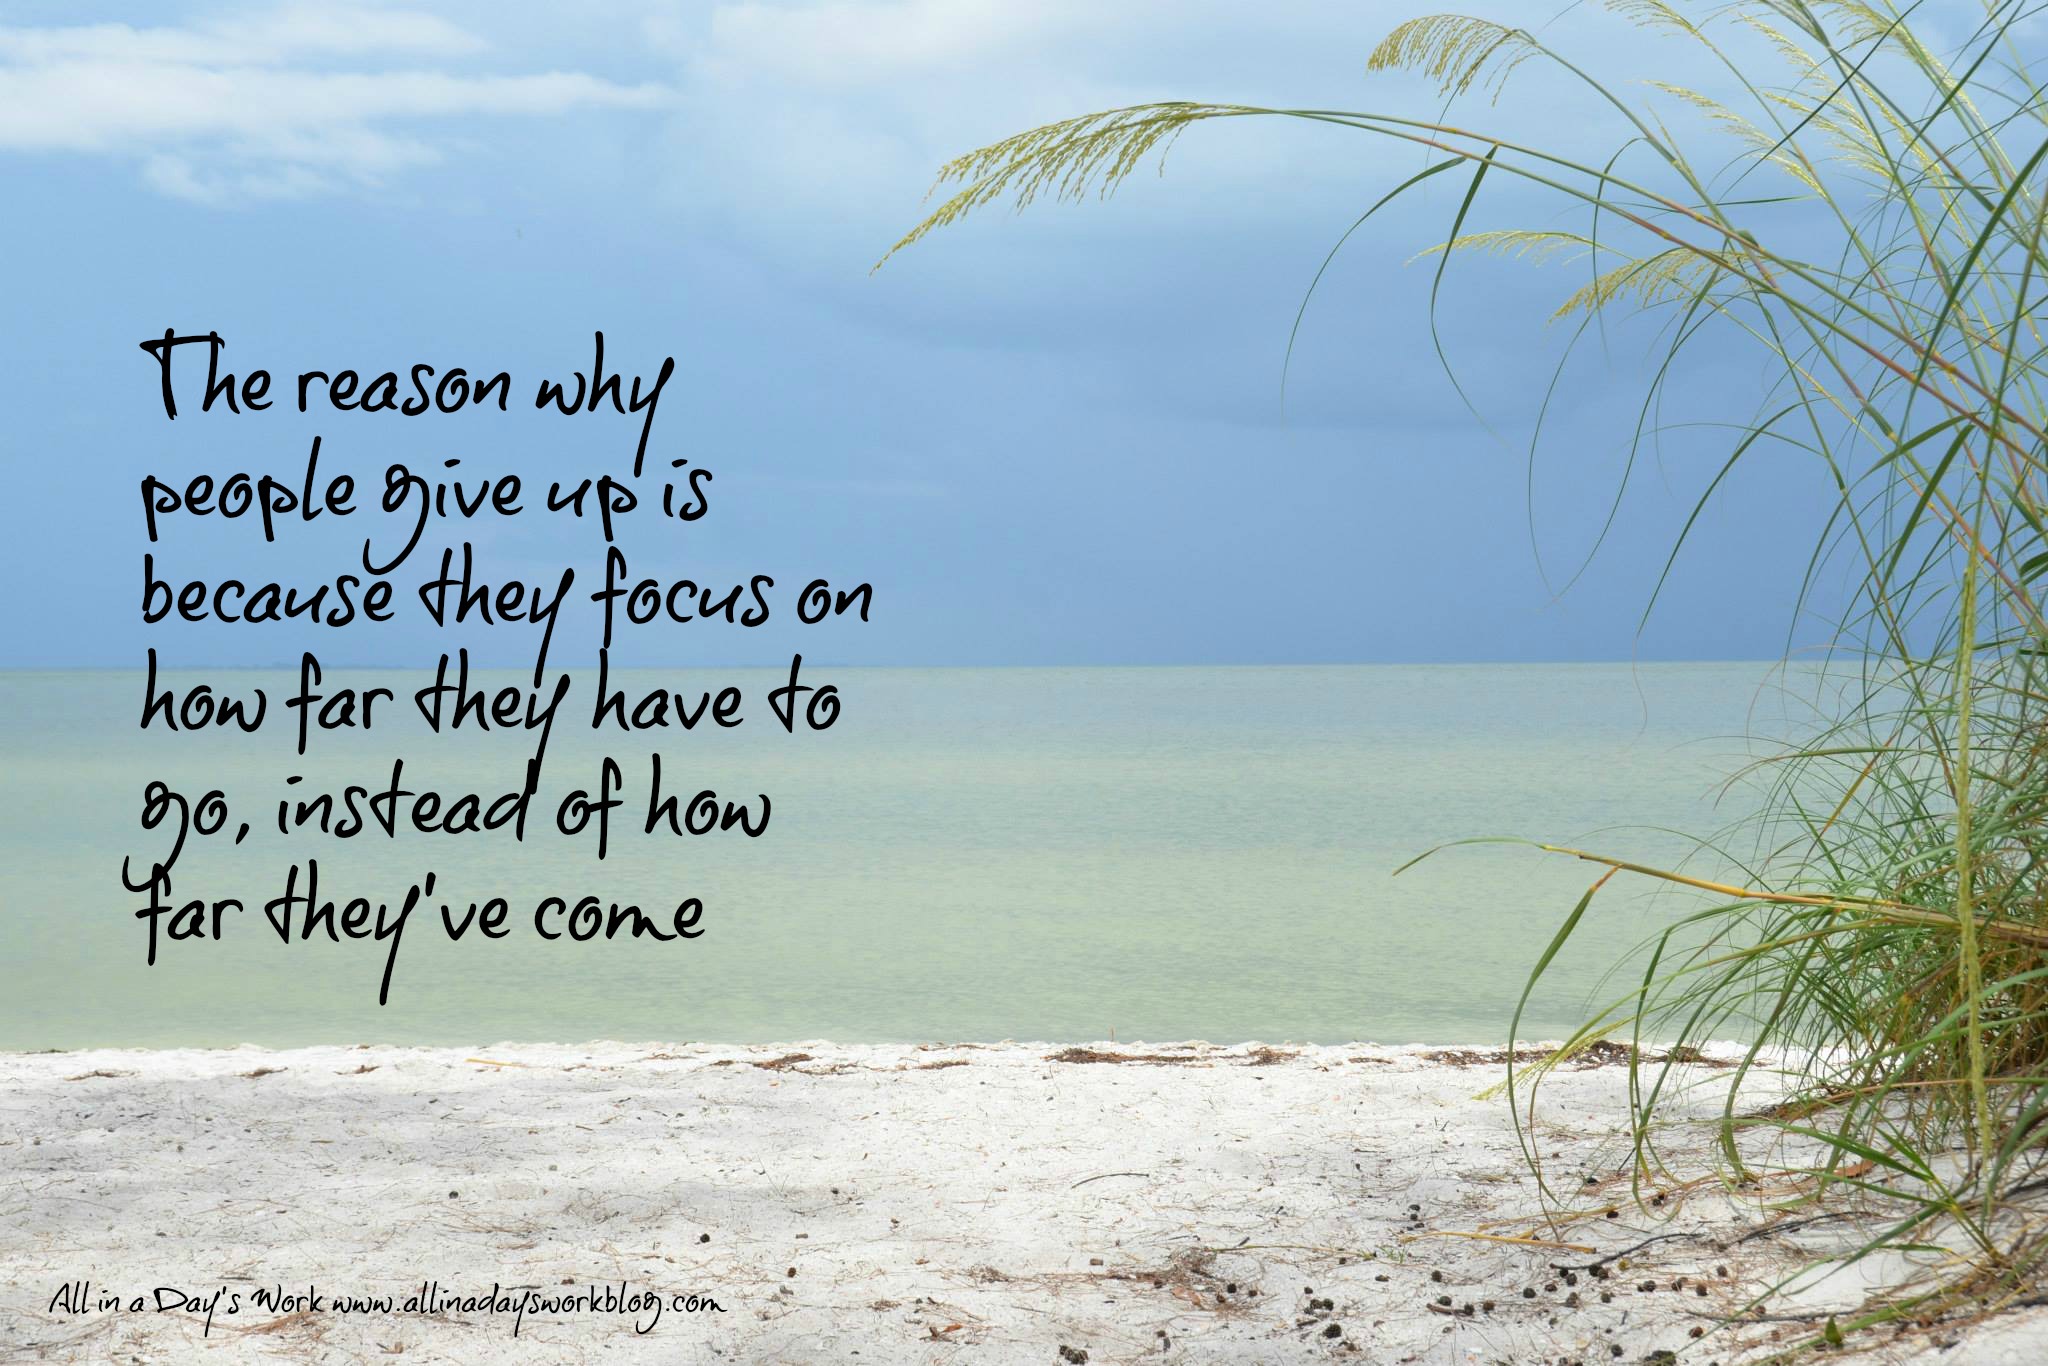 The reason why
people give up is
because they focus on
how far they have to
go, instead of how
far they've come
All in a Day's Work www.allinadaysworkblog.com